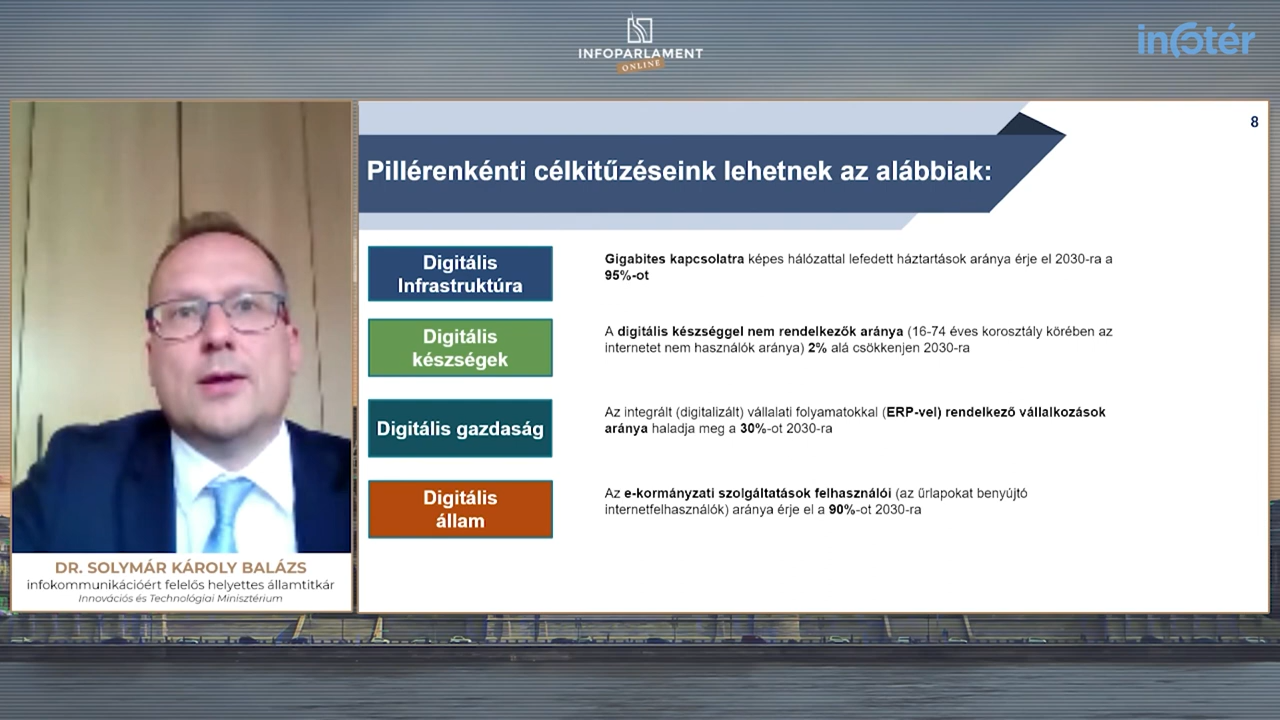 INFOPARLAMENT
ONLINE
infotér
8
Pillérenkénti célkitűzéseink lehetnek az alábbiak:
Digitális
Infrastruktúra
Gigabites kapcsolatra képes hálózattal lefedett háztartások aránya érje el 2030-ra a
95%-ot
Digitális
készségek
A digitális készséggel nem rendelkezők aránya (16-74 éves korosztály körében az
internetet nem használók aránya) 2% alá csökkenjen 2030-ra
Digitális gazdaság
Az integrált (digitalizált) vállalati folyamatokkal (ERP-vel) rendelkező vállalkozások
aránya haladja meg a 30%-ot 2030-ra
Digitális
állam
Az e-kormányzati szolgáltatások felhasználói (az űrlapokat benyújtó
internetfelhasználók) aránya érje el a 90%-ot 2030-ra
DR. SOLYMÁR KÁROLY BALÁZS
infokommunikációért felelős helyettes államtitkár
Innovációs és Technológiai Minisztérium